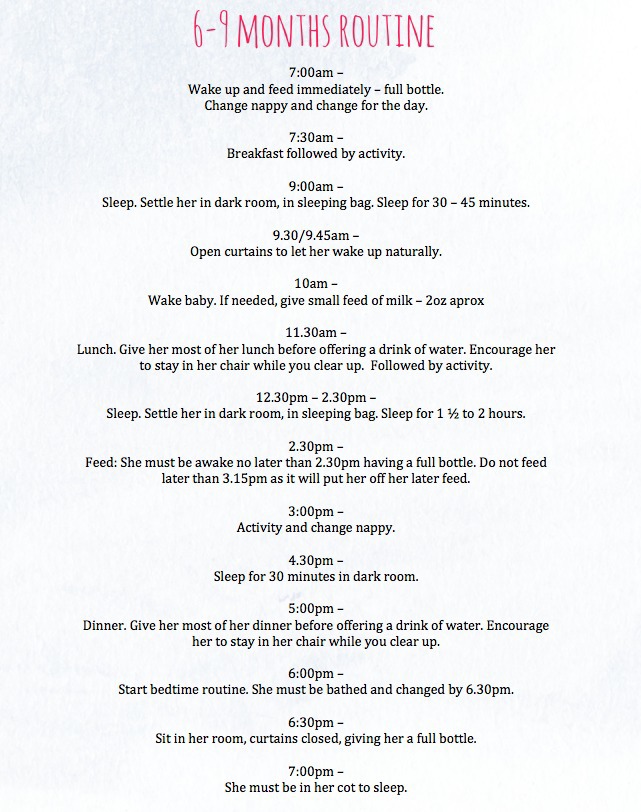 6-9 MONTHS ROUTINE
7:00am –
Wake up and feed immediately – full bottle.
Change nappy and change for the day.
7:30am –
Breakfast followed by activity.
9:00am –
Sleep. Settle her in dark room, in sleeping bag. Sleep for 30 – 45 minutes.
9.30/9.45am –
Open curtains to let her wake up naturally.
10am –
Wake baby. If needed, give small feed of milk – 2oz aprox
11.30am –
Lunch. Give her most of her lunch before offering a drink of water. Encourage her
to stay in her chair while you clear up. Followed by activity.
12.30pm – 2.30pm –
Sleep. Settle her in dark room, in sleeping bag. Sleep for 1 ½ to 2 hours.
2.30pm –
Feed: She must be awake no later than 2.30pm having a full bottle. Do not feed
later than 3.15pm as it will put her off her later feed.
3:00pm –
Activity and change nappy.
4.30pm –
Sleep for 30 minutes in dark room.
5:00pm –
Dinner. Give her most of her dinner before offering a drink of water. Encourage
her to stay in her chair while you clear up.
6:00pm –
Start bedtime routine. She must be bathed and changed by 6.30pm.
6:30pm –
Sit in her room, curtains closed, giving her a full bottle.
7:00pm –
She must be in her cot to sleep.